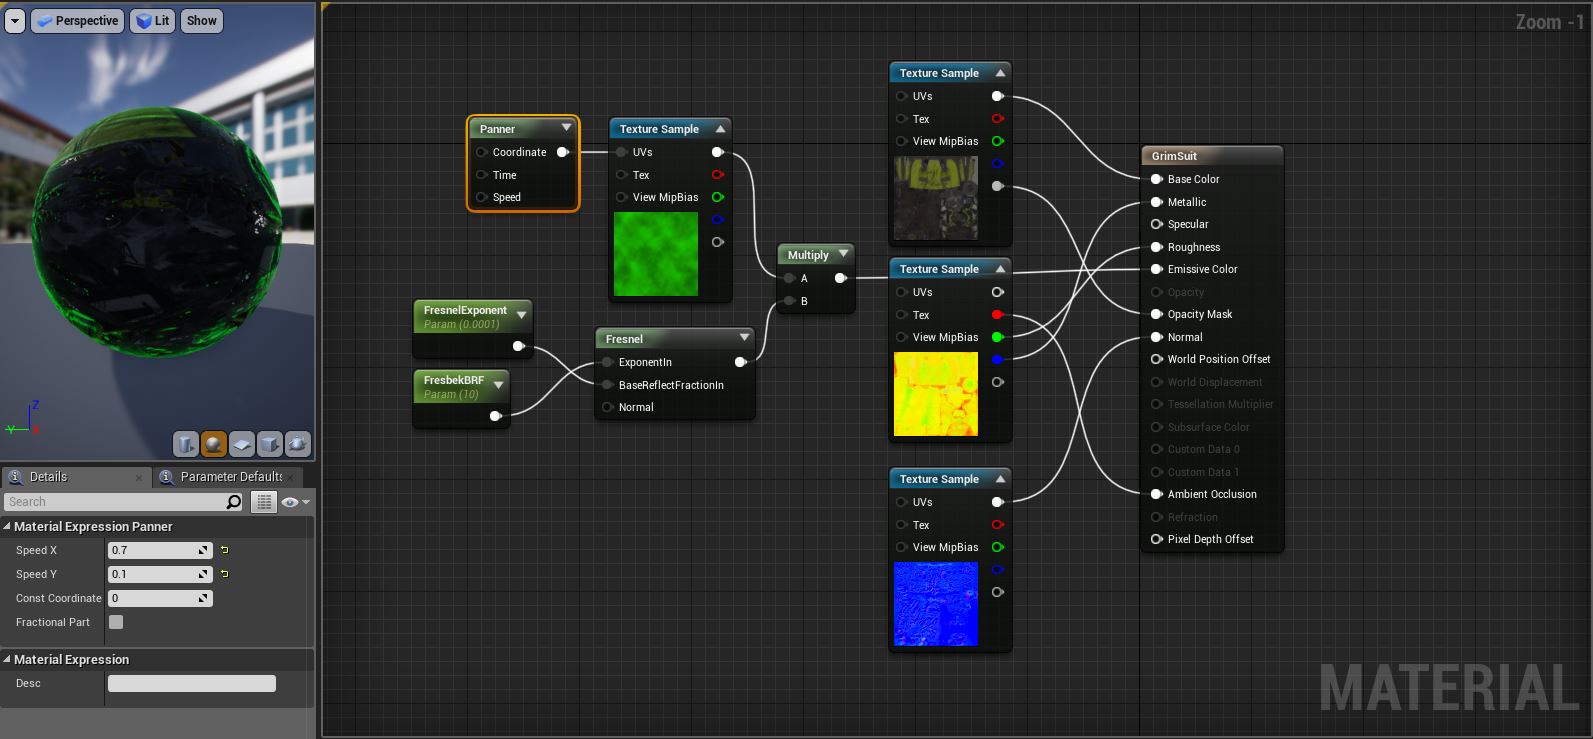 Perspective
Lit
Show
Zoom -1
Panner
Coordinate
Time
Speed
Texture Sample
UVs
Tex
View MipBias
FresnelExponent
Param (0.0001)
FresbekBRF
Param (10)
Fresnel
ExponentIn
BaseReflectFractionIn
Normal
Multiply
A
B
Texture Sample
UVs
Tex
View MipBias
Texture Sample
UVs
Tex
View MipBias
Texture Sample
UVs
Tex
View MipBias
GrimSuit
Base Color
Metallic
Specular
Roughness
Emissive Color
Opacity
Opacity Mask
Normal
World Position Offset
World Displacement
Tessellation Multiplier
Subsurface Color
Custom Data 0
Custom Data 1
Ambient Occlusion
Refraction
Pixel Depth Offset
MATERIAL
Z
Y
X
Details
Parameter Defaults
Search
Material Expression Panner
Speed X 0.7
Speed Y 0.1
Const Coordinate 0
Fractional Part
Material Expression
Desc